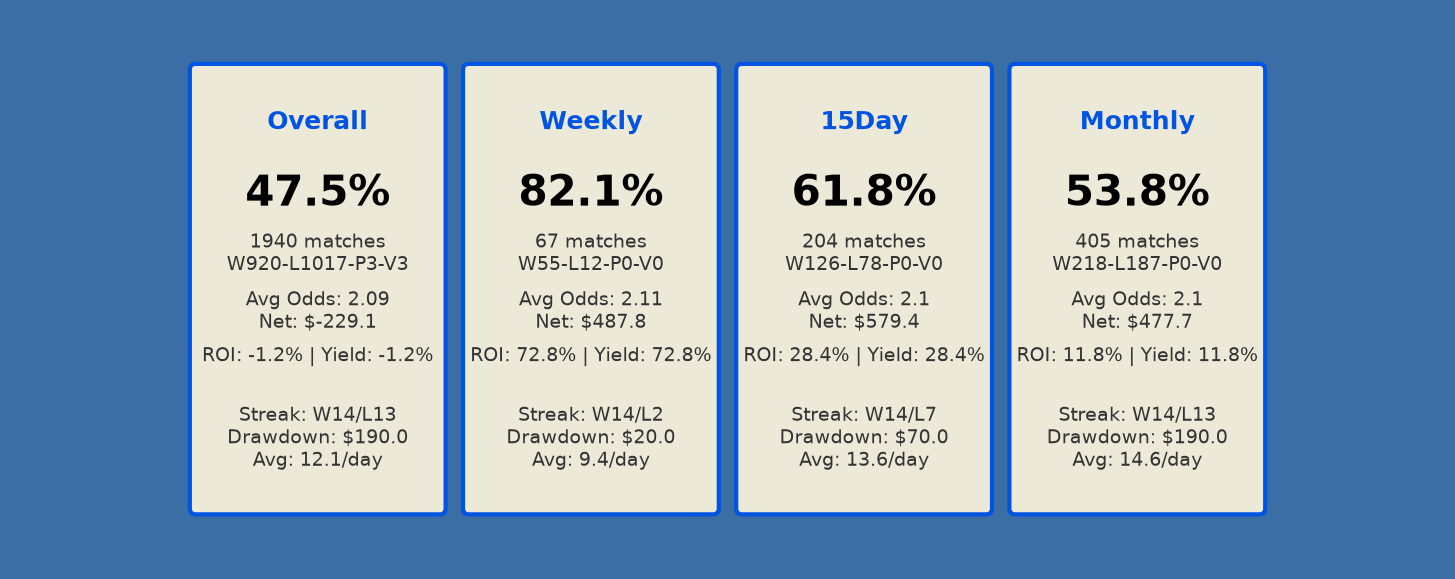 Overall
47.5%
1940 matches
W920-L1017-P3-V3
Avg Odds: 2.09
Net: $-229.1
ROI: -1.2% | Yield: -1.2%
Streak: W14/L13
Drawdown: $190.0
Avg: 12.1/day
Weekly
82.1%
67 matches
W55-L12-P0-V0
Avg Odds: 2.11
Net: $487.8
ROI: 72.8% | Yield: 72.8%
Streak: W14/L2
Drawdown: $20.0
Avg: 9.4/day
15Day
61.8%
204 matches
W126-L78-P0-V0
Avg Odds: 2.1
Net: $579.4
ROI: 28.4% | Yield: 28.4%
Streak: W14/L7
Drawdown: $70.0
Avg: 13.6/day
Monthly
53.8%
405 matches
W218-L187-P0-V0
Avg Odds: 2.1
Net: $477.7
ROI: 11.8% | Yield: 11.8%
Streak: W14/L13
Drawdown: $190.0
Avg: 14.6/day